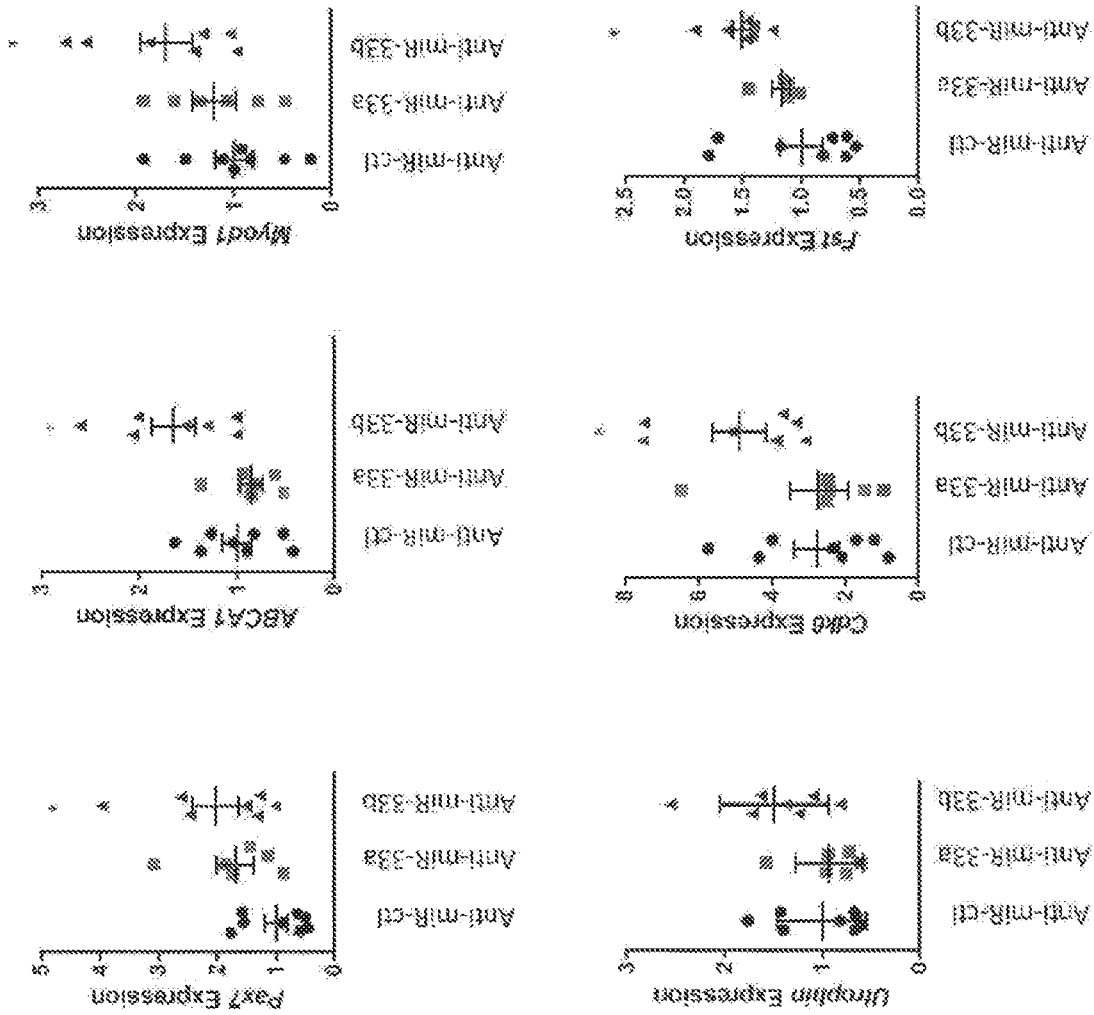 Pax7 Expression
5
4
3
2
1
0
Anti-miR-ctl
Anti-miR-33a
Anti-miR-33b
ABCA1 Expression
3
2
1
0
Anti-miR-ctl
Anti-miR-33a
Anti-miR-33b
Myod1 Expression
3
2
1
0
Anti-miR-ctl
Anti-miR-33a
Anti-miR-33b
Utrophin Expression
3
2
1
0
Anti-miR-ctl
Anti-miR-33a
Anti-miR-33b
Cdk6 Expression
8
6
4
2
0
Anti-miR-ctl
Anti-miR-33a
Anti-miR-33b
Fst Expression
2.5
2.0
1.5
1.0
0.5
0.0
Anti-miR-ctl
Anti-miR-33a
Anti-miR-33b